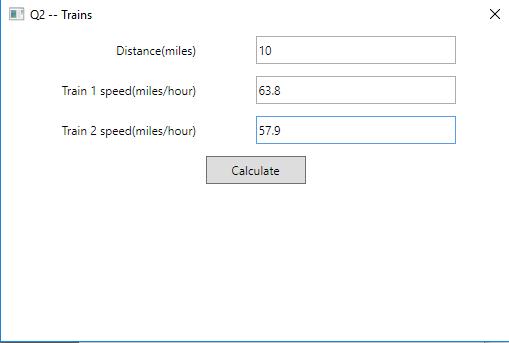 Q2 -- Trains
Distance(miles) 10
Train 1 speed(miles/hour) 63.8
Train 2 speed(miles/hour) 57.9
Calculate